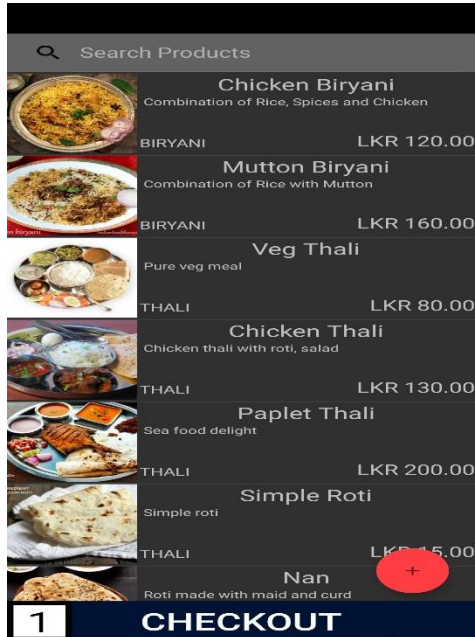 Search Products
Chicken Biryani
Combination of Rice, Spices and Chicken
BIRYANI LKR 120.00
Mutton Biryani
Combination of Rice with Mutton
BIRYANI LKR 160.00
Veg Thali
Pure veg meal
THALI LKR 80.00
Chicken Thali
Chicken thali with roti, salad
THALI LKR 130.00
Paplet Thali
Sea food delight
THALI LKR 200.00
Simple Roti
Simple roti
THALI LKR 15.00
+
Nan
Roti made with maid and curd
1 CHECKOUT